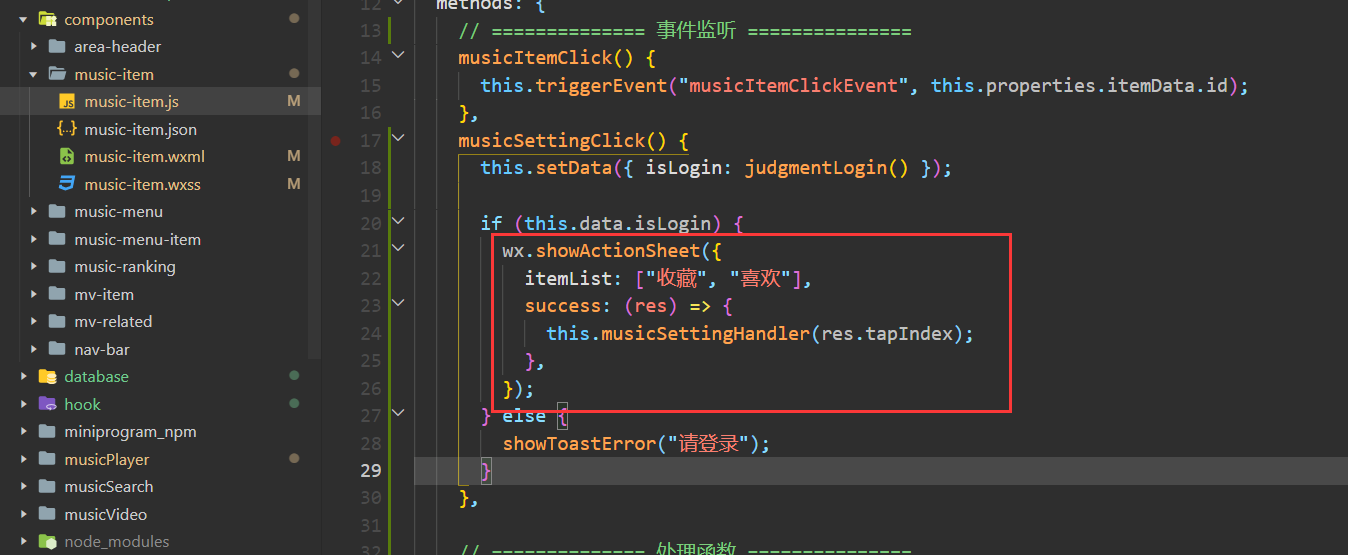 components
area-header
music-item
music-item.js M
music-item.json
music-item.wxml M
music-item.wxss M
music-menu
music-menu-item
music-ranking
mv-item
mv-related
nav-bar
database
hook
miniprogram_npm
musicPlayer
musicSearch
musicVideo
node_modules
12 methods: {
13 // ============== 事件监听 ===============
14 musicItemClick() {
15 this.triggerEvent("musicItemClickEvent", this.properties.itemData.id);
16 },
17 musicSettingClick() {
18 this.setData({ isLogin: judgmentLogin() });
19
20 if (this.data.isLogin) {
21 wx.showActionSheet({
22 itemList: ["收藏", "喜欢"],
23 success: (res) => {
24 this.musicSettingHandler(res.tapIndex);
25 },
26 });
27 } else {
28 showToastError("请登录");
29 }
30 },
31
32 // ============== 处理函数 ===============